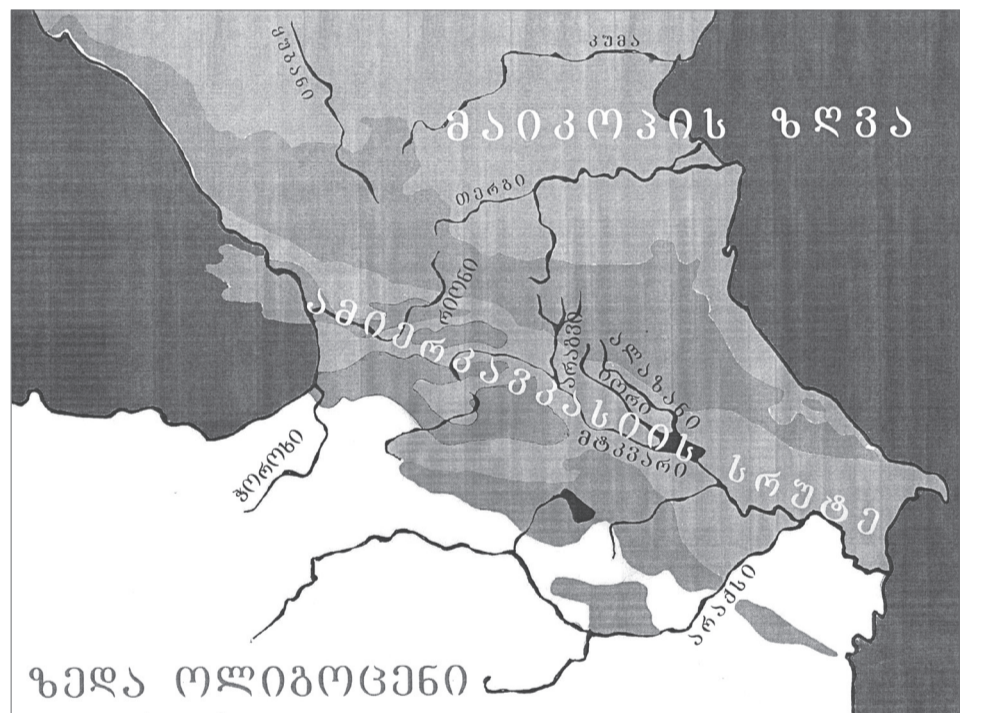 ყუბანი
კუმა
მაიკოპის ზღვა
თერგი
რიონი
ამიერკავკასიის სრუტე
არაგვი
ალაზანი
იორი
მტკვარი
ჭოროხი
არაქსი
ზედა ოლიგოცენი